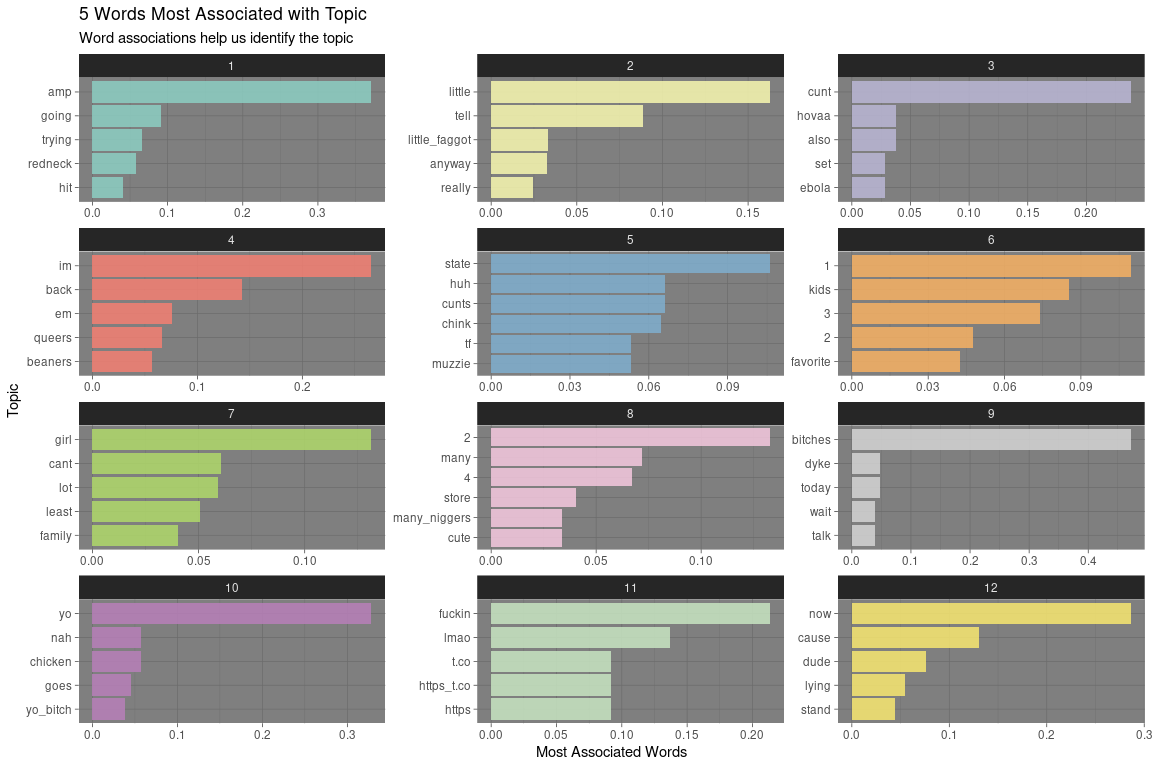 5 Words Most Associated with Topic
Word associations help us identify the topic
1
amp
going
trying
redneck
hit
0.0 0.1 0.2 0.3
2
little
tell
little_faggot
anyway
really
0.00 0.05 0.10 0.15
3
cunt
hovaa
also
set
ebola
0.00 0.05 0.10 0.15 0.20
4
im
back
em
queers
beaners
0.0 0.1 0.2
5
state
huh
cunts
chink
tf
muzzie
0.00 0.03 0.06 0.09
6
1
kids
3
2
favorite
0.00 0.03 0.06 0.09
7
girl
cant
lot
least
family
0.00 0.05 0.10
8
2
many
4
store
many_niggers
cute
0.00 0.05 0.10
9
bitches
dyke
today
wait
talk
0.0 0.1 0.2 0.3 0.4
10
yo
nah
chicken
goes
yo_bitch
0.0 0.1 0.2 0.3
11
fuckin
lmao
t.co
https_t.co
https
0.00 0.05 0.10 0.15 0.20
12
now
cause
dude
lying
stand
0.0 0.1 0.2 0.3
Topic
Most Associated Words